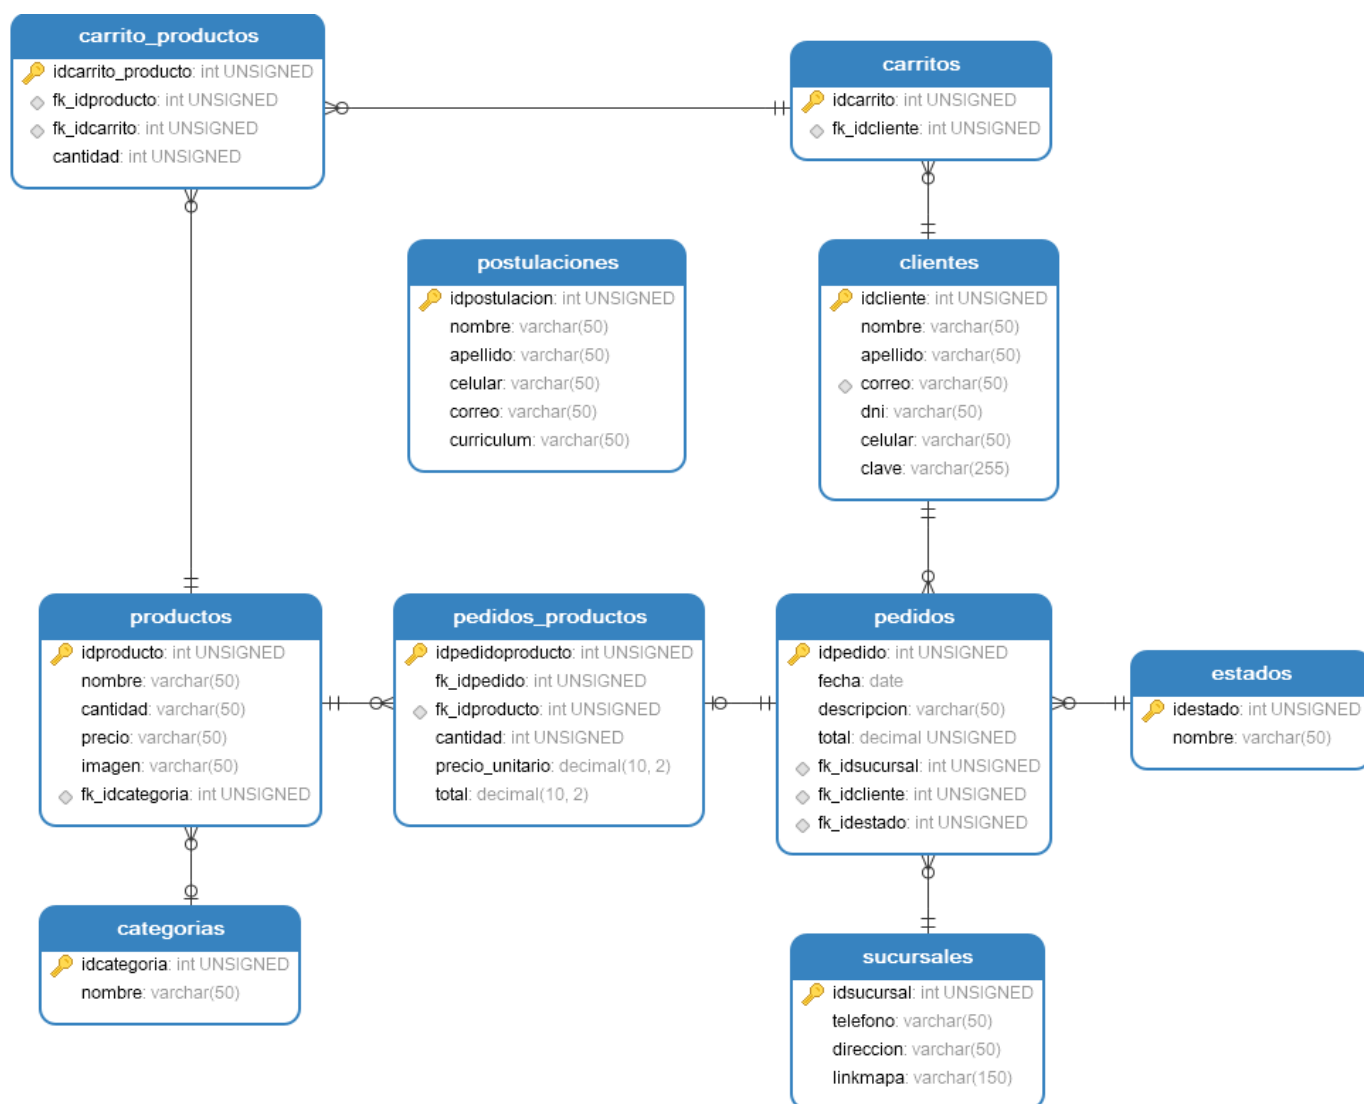 carrito_productos
idcarrito_producto: int UNSIGNED
fk_idproducto: int UNSIGNED
fk_idcarrito: int UNSIGNED
cantidad: int UNSIGNED
carritos
idcarrito: int UNSIGNED
fk_idcliente: int UNSIGNED
postulaciones
idpostulacion: int UNSIGNED
nombre: varchar(50)
apellido: varchar(50)
celular: varchar(50)
correo: varchar(50)
curriculum: varchar(50)
clientes
idcliente: int UNSIGNED
nombre: varchar(50)
apellido: varchar(50)
correo: varchar(50)
dni: varchar(50)
celular: varchar(50)
clave: varchar(255)
productos
idproducto: int UNSIGNED
nombre: varchar(50)
cantidad: varchar(50)
precio: varchar(50)
imagen: varchar(50)
fk_idcategoria: int UNSIGNED
pedidos_productos
idpedidoproducto: int UNSIGNED
fk_idpedido: int UNSIGNED
fk_idproducto: int UNSIGNED
cantidad: int UNSIGNED
precio_unitario: decimal(10, 2)
total: decimal(10, 2)
pedidos
idpedido: int UNSIGNED
fecha: date
descripcion: varchar(50)
total: decimal UNSIGNED
fk_idsucursal: int UNSIGNED
fk_idcliente: int UNSIGNED
fk_idestado: int UNSIGNED
estados
idestado: int UNSIGNED
nombre: varchar(50)
categorias
idcategoria: int UNSIGNED
nombre: varchar(50)
sucursales
idsucursal: int UNSIGNED
telefono: varchar(50)
direccion: varchar(50)
linkmapa: varchar(150)